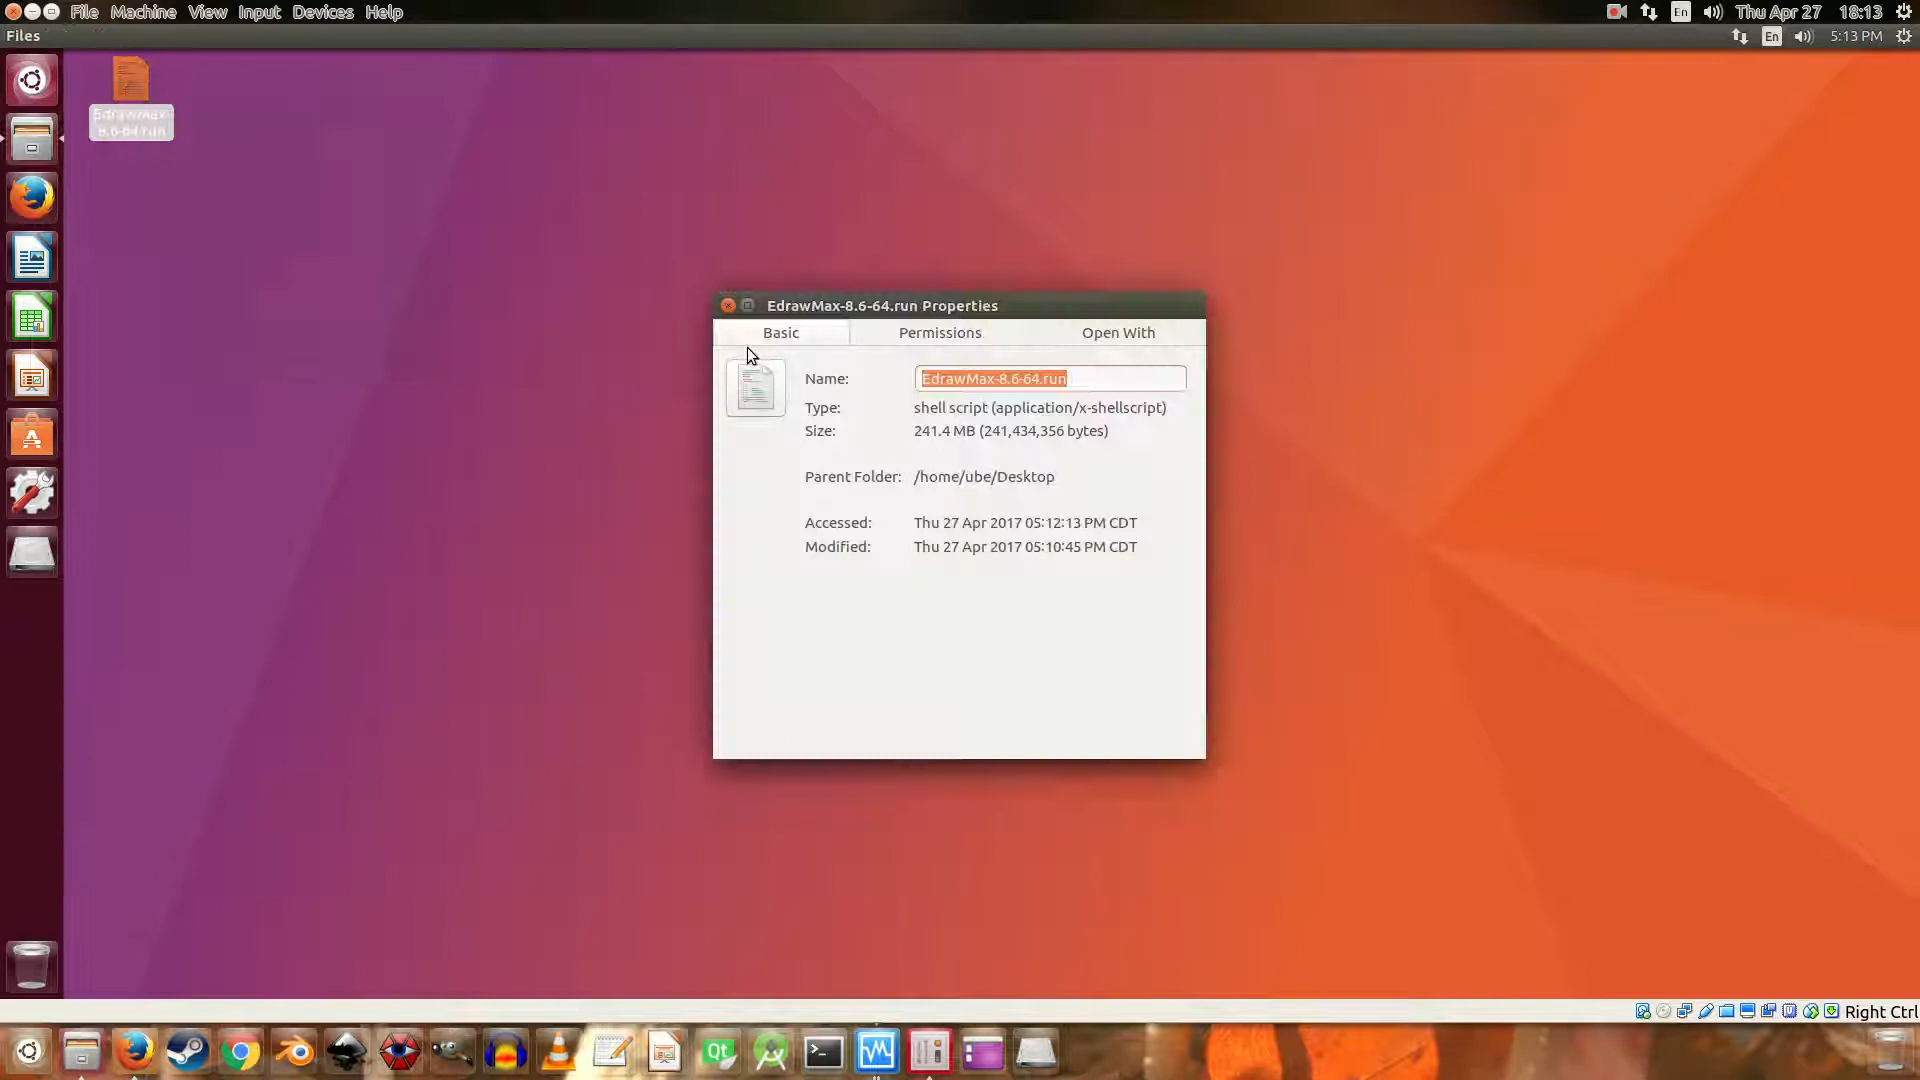 File Machine View Input Devices Help
En Thu Apr 27 18:13
Files
En 5:13 PM
EdrawMax-
8.6-64.run
EdrawMax-8.6-64.run Properties
Basic Permissions Open With
Name: EdrawMax-8.6-64.run
Type: shell script (application/x-shellscript)
Size: 241.4 MB (241,434,356 bytes)
Parent Folder: /home/ube/Desktop
Accessed: Thu 27 Apr 2017 05:12:13 PM CDT
Modified: Thu 27 Apr 2017 05:10:45 PM CDT
Right Ctrl
Qt